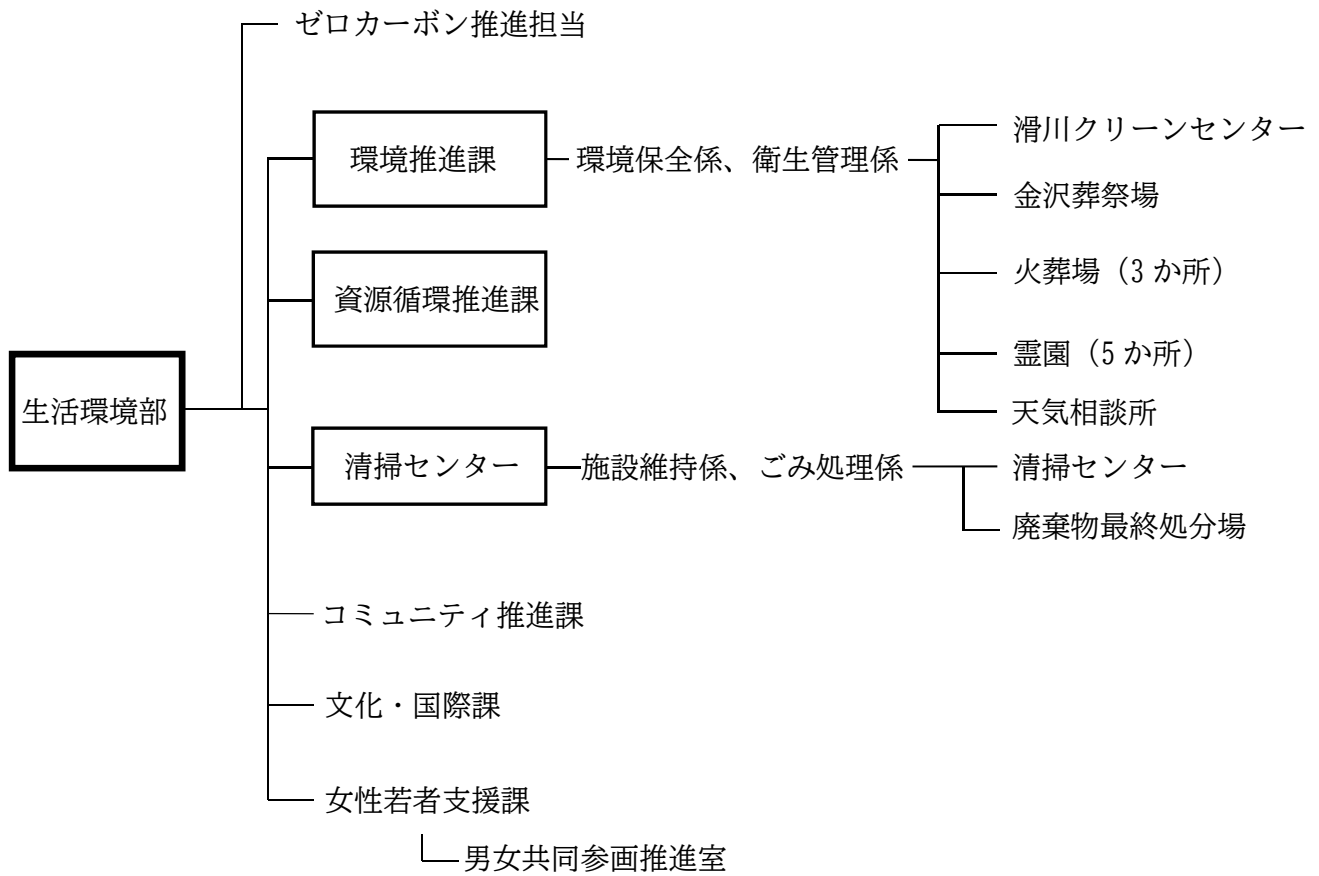 ゼロカーボン推進担当
環境推進課
環境保全係、衛生管理係
滑川クリーンセンター
金沢葬祭場
火葬場（3か所）
霊園（5か所）
天気相談所
資源循環推進課
生活環境部
清掃センター
施設維持係、ごみ処理係
清掃センター
廃棄物最終処分場
コミュニティ推進課
文化・国際課
女性若者支援課
男女共同参画推進室